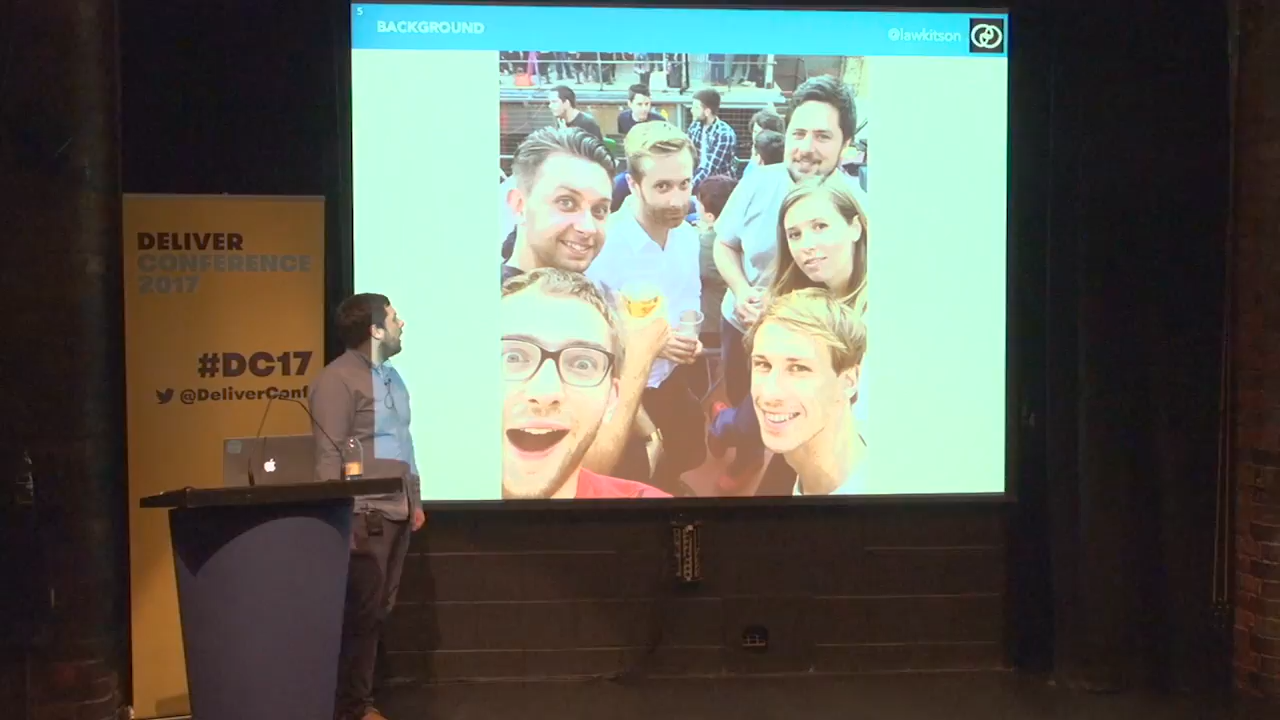 5
BACKGROUND
@lawkitson
DELIVER
CONFERENCE
2017
#DC17
@DeliverConf